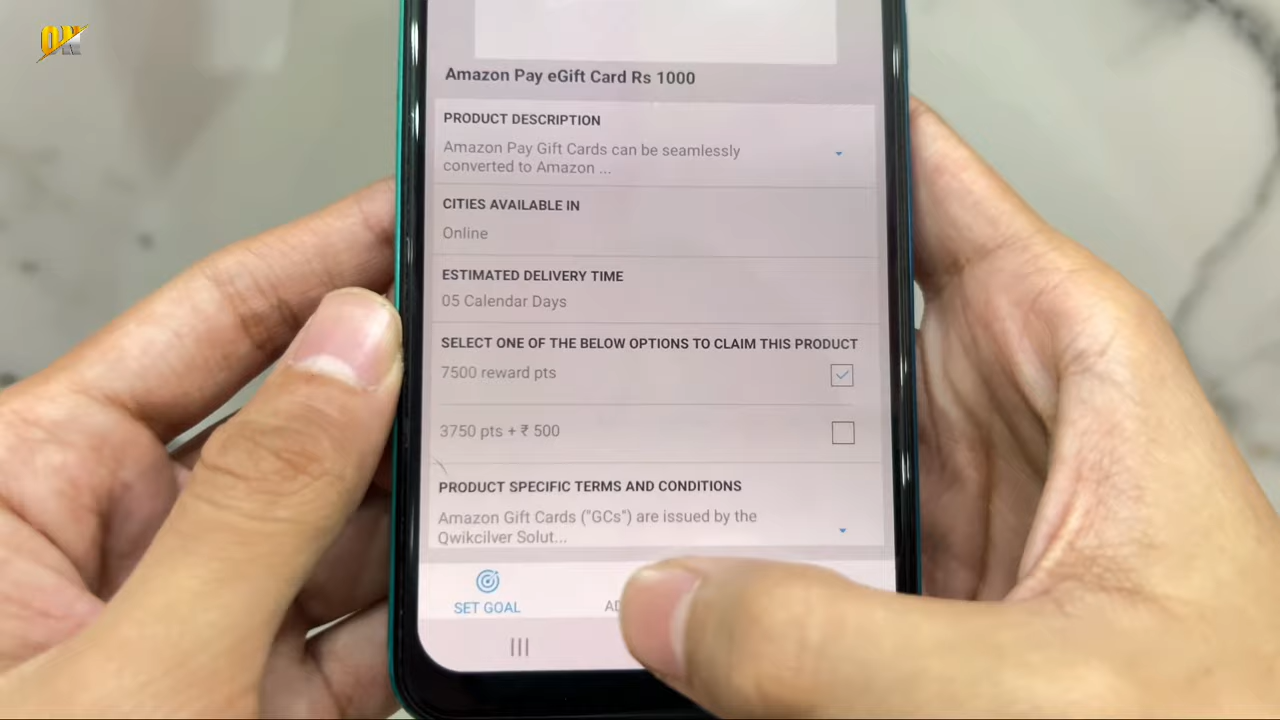 ON
Amazon Pay eGift Card Rs 1000
PRODUCT DESCRIPTION
Amazon Pay Gift Cards can be seamlessly
converted to Amazon ...
CITIES AVAILABLE IN
Online
ESTIMATED DELIVERY TIME
05 Calendar Days
SELECT ONE OF THE BELOW OPTIONS TO CLAIM THIS PRODUCT
7500 reward pts
3750 pts + ₹ 500
PRODUCT SPECIFIC TERMS AND CONDITIONS
Amazon Gift Cards ("GCs") are issued by the
Qwikcilver Solut...
SET GOAL